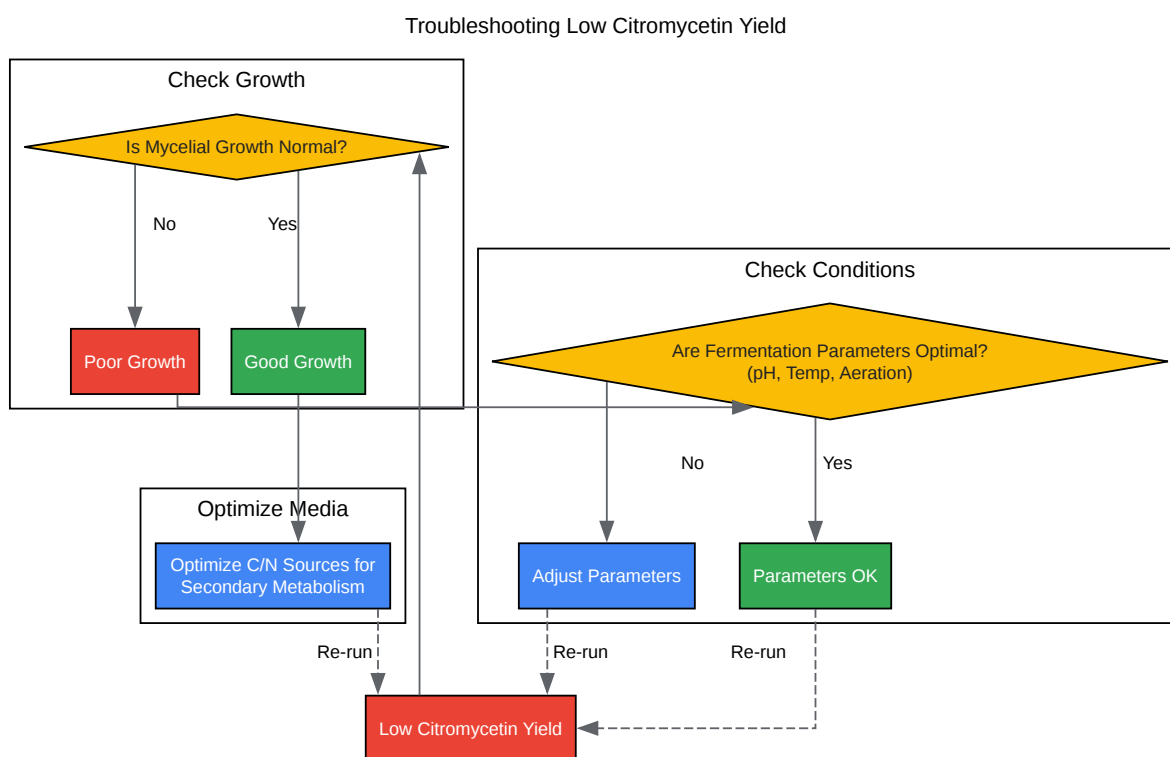 Troubleshooting Low Citromycetin Yield
Check Growth
Is Mycelial Growth Normal?
No
Yes
Poor Growth
Good Growth
Check Conditions
Are Fermentation Parameters Optimal?
(pH, Temp, Aeration)
No
Yes
Optimize Media
Optimize C/N Sources for
Secondary Metabolism
Adjust Parameters
Parameters OK
Re-run
Re-run
Re-run
Low Citromycetin Yield